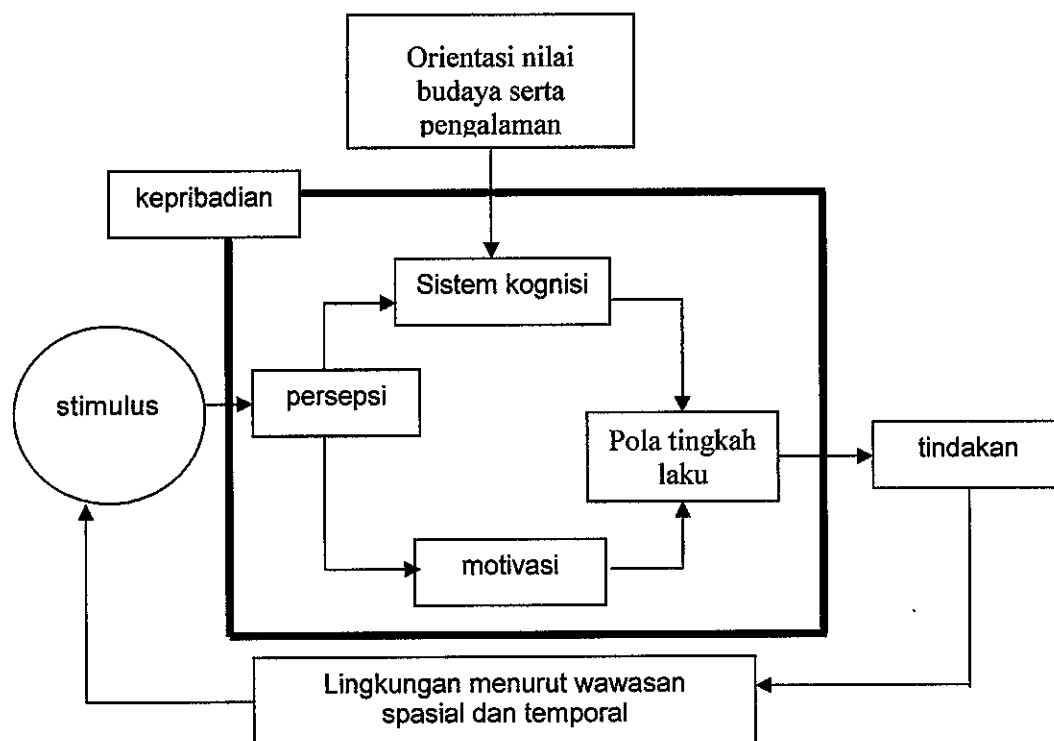 Orientasi nilai
budaya serta
pengalaman
kepribadian
Sistem kognisi
stimulus
persepsi
Pola tingkah
laku
tindakan
motivasi
Lingkungan menurut wawasan
spasial dan temporal